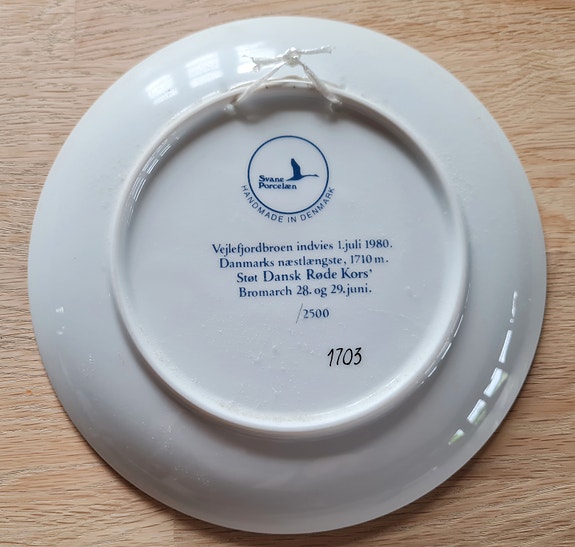 Svane
Porcelæn
HANDMADE IN DENMARK
Vejlefjordbroen indvies 1.juli 1980.
Danmarks næstlængste, 1710 m.
Støt Dansk Røde Kors'
Bromarch 28. og 29. juni.
/2500
1703